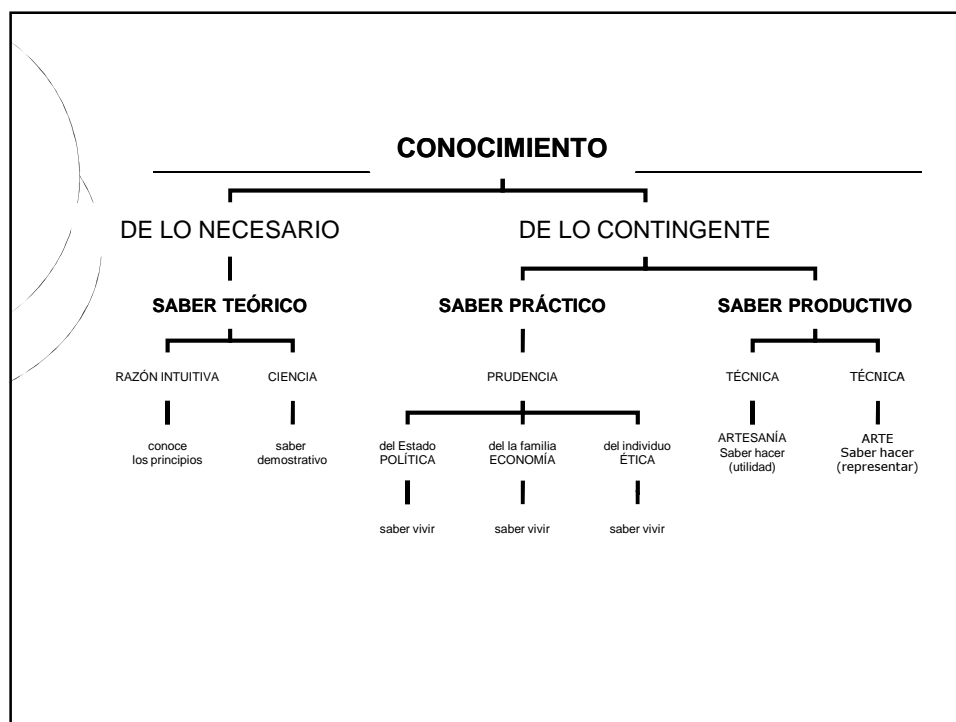 CONOCIMIENTO
DE LO NECESARIO
DE LO CONTINGENTE
SABER TEÓRICO
SABER PRÁCTICO
SABER PRODUCTIVO
RAZÓN INTUITIVA
CIENCIA
PRUDENCIA
TÉCNICA
TÉCNICA
conoce
los principios
saber
demostrativo
del Estado
POLÍTICA
del la familia
ECONOMÍA
del individuo
ÉTICA
ARTESANÍA
Saber hacer
(utilidad)
ARTE
Saber hacer
(representar)
saber vivir
saber vivir
saber vivir